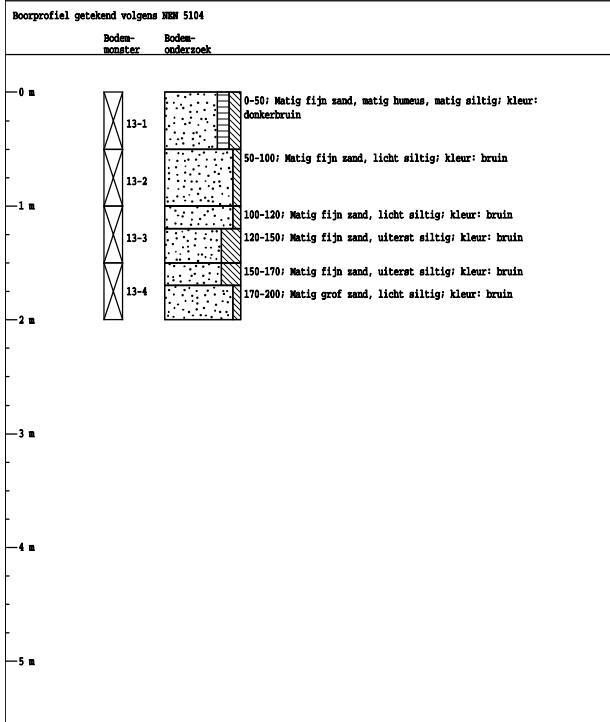 Boorprofiel getekend volgens NEN 5104
Bodem- Bodem-
monster onderzoek
0 m
0-50; Matig fijn zand, matig humeus, matig siltig; kleur:
donkerbruin
13-1
50-100; Matig fijn zand, licht siltig; kleur: bruin
13-2
1 m
100-120; Matig fijn zand, licht siltig; kleur: bruin
13-3
120-150; Matig fijn zand, uiterst siltig; kleur: bruin
150-170; Matig fijn zand, uiterst siltig; kleur: bruin
13-4
170-200; Matig grof zand, licht siltig; kleur: bruin
2 m
3 m
4 m
5 m